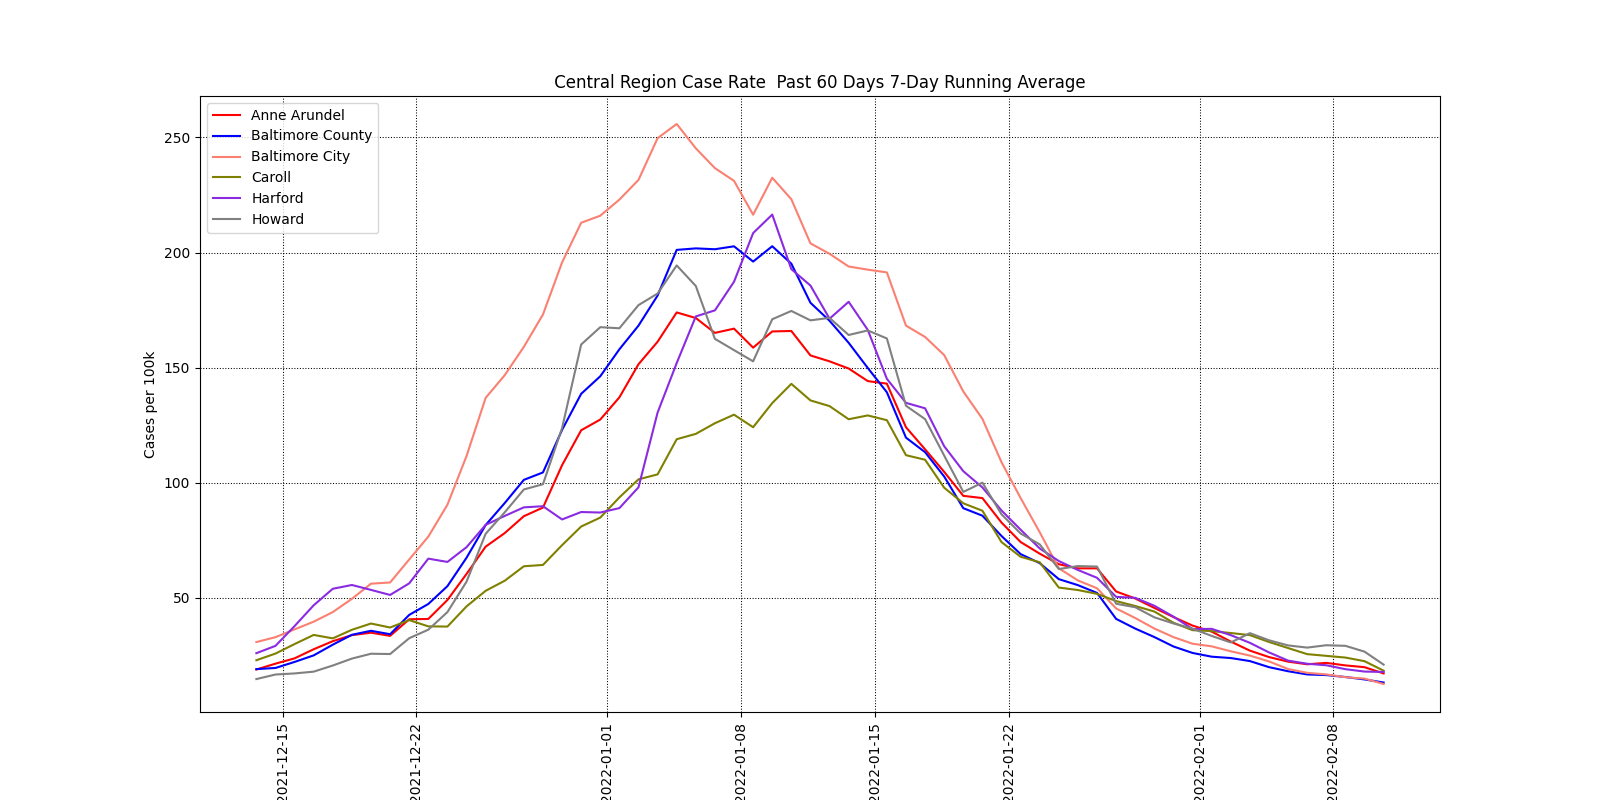 Central Region Case Rate  Past 60 Days 7-Day Running Average
Anne Arundel
Baltimore County
Baltimore City
Caroll
Harford
Howard
250
200
150
100
50
Cases per 100k
2021-12-15
2021-12-22
2022-01-01
2022-01-08
2022-01-15
2022-01-22
2022-02-01
2022-02-08